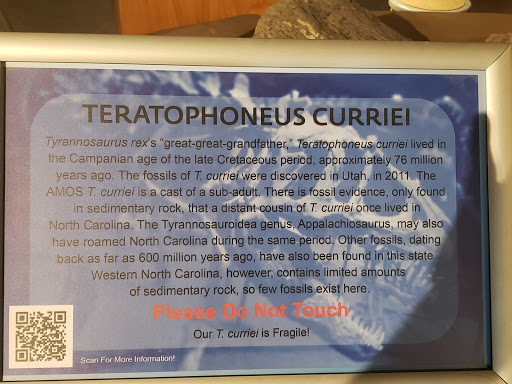 TERATOPHONEUS CURRIEI
Tyrannosaurus rex's "great-great-grandfather," Teratophoneus curriei lived in
the Campanian age of the late Cretaceous period, approximately 76 million
years ago. The fossils of T. curriei were discovered in Utah, in 2011. The
AMOS T. curriei is a cast of a sub-adult. There is fossil evidence, only found
in sedimentary rock, that a distant cousin of T. curriei once lived in
North Carolina. The Tyrannosauroidea genus, Appalachiosaurus, may also
have roamed North Carolina during the same period. Other fossils, dating
back as far as 600 million years ago, have also been found in this state.
Western North Carolina, however, contains limited amounts
of sedimentary rock, so few fossils exist here.
Please Do Not Touch
Our T. curriei is Fragile!
Scan For More Information!